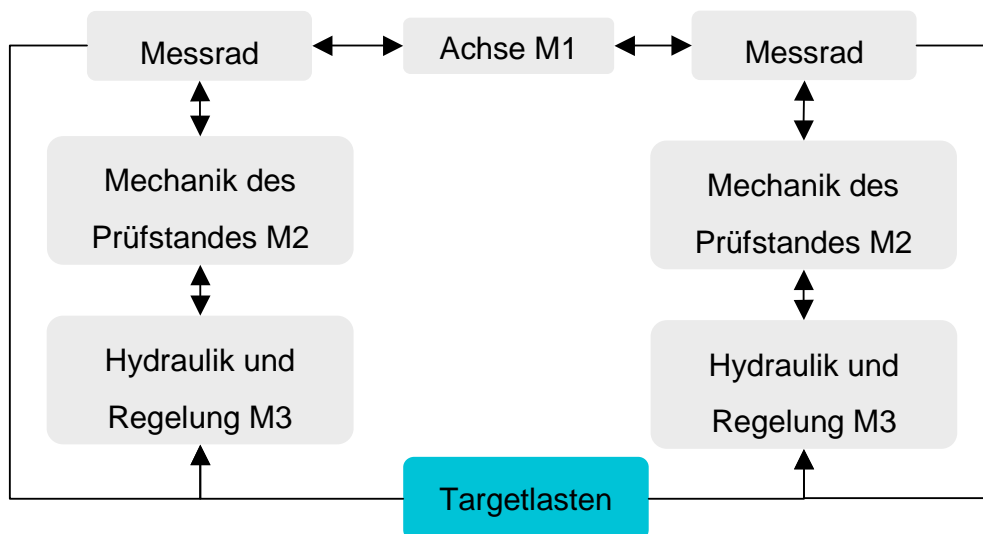 Messrad
Achse M1
Messrad
Mechanik des
Prüfstandes M2
Mechanik des
Prüfstandes M2
Hydraulik und
Regelung M3
Hydraulik und
Regelung M3
Targetlasten